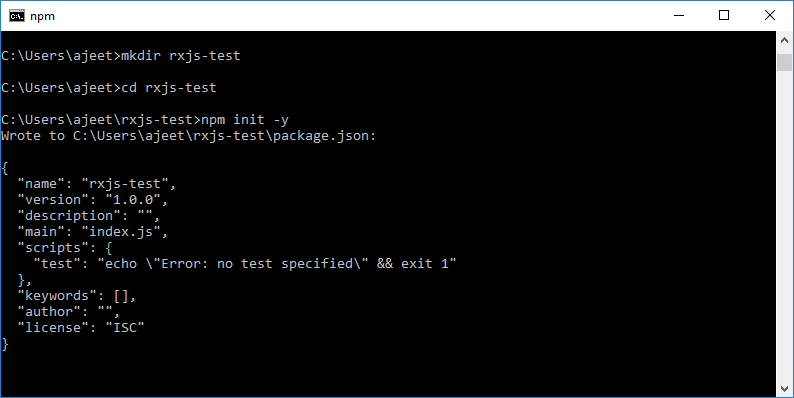 npm
C:\Users\ajeet>mkdir rxjs-test
C:\Users\ajeet>cd rxjs-test
C:\Users\ajeet\rxjs-test>npm init -y
Wrote to C:\Users\ajeet\rxjs-test\package.json:
{
  "name": "rxjs-test",
  "version": "1.0.0",
  "description": "",
  "main": "index.js",
  "scripts": {
    "test": "echo \"Error: no test specified\" && exit 1"
  },
  "keywords": [],
  "author": "",
  "license": "ISC"
}